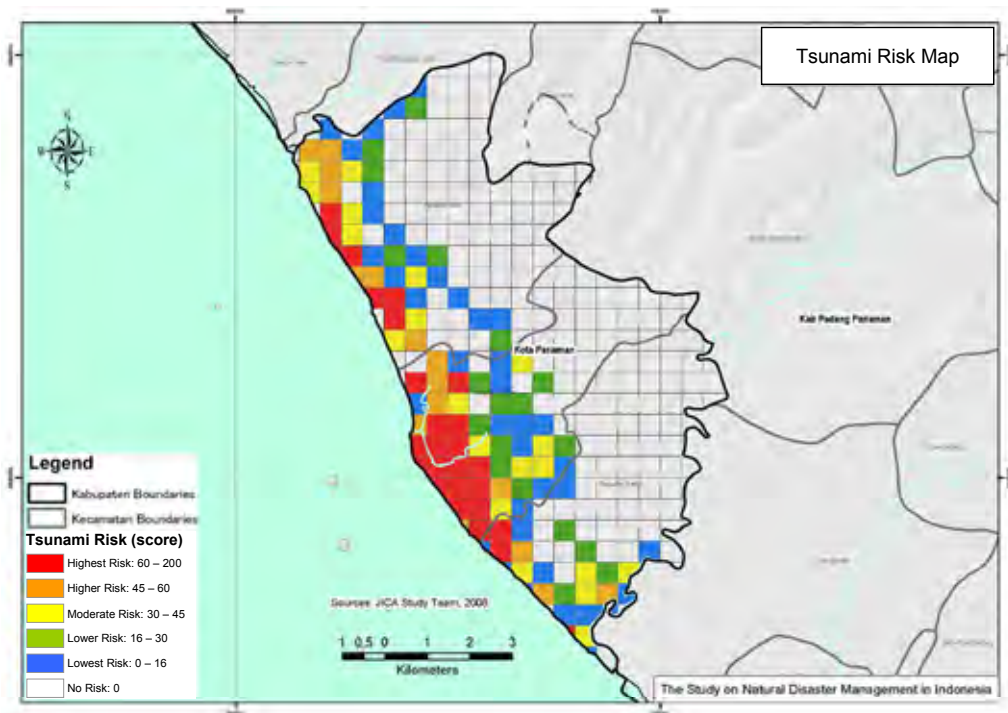 Tsunami Risk Map
N
W E
S
Kab Padang Pariaman
Kota Pariaman
Legend
Kabupaten Boundaries
Kecamatan Boundaries
Tsunami Risk (score)
Highest Risk: 60 – 200
Higher Risk: 45 – 60
Moderate Risk: 30 – 45
Lower Risk: 16 – 30
Lowest Risk: 0 – 16
No Risk: 0
Sources: JICA Study Team, 2008
1 0.5 0 1 2 3
Kilometers
The Study on Natural Disaster Management in Indonesia